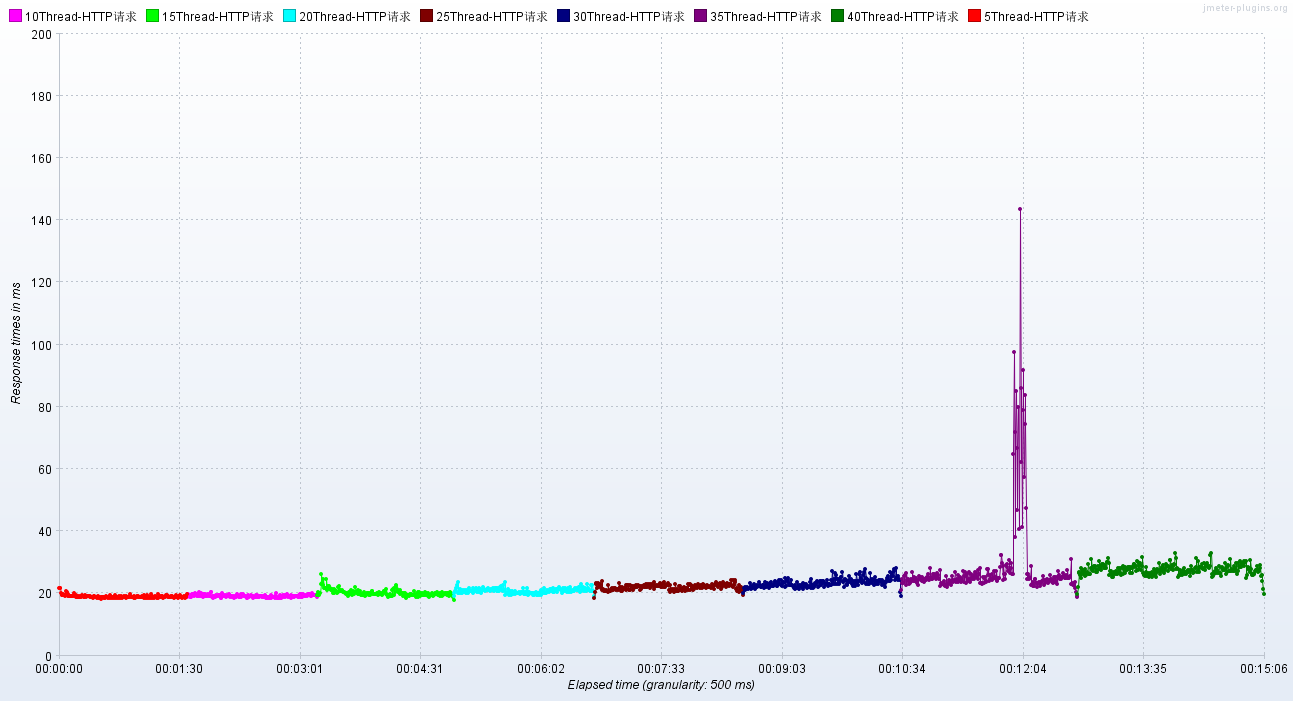 10Thread-HTTP请求 15Thread-HTTP请求 20Thread-HTTP请求 25Thread-HTTP请求 30Thread-HTTP请求 35Thread-HTTP请求 40Thread-HTTP请求 5Thread-HTTP请求
jmeter-plugins.org
200
180
160
140
120
100
80
60
40
20
0
Response times in ms
00:00:00 00:01:30 00:03:01 00:04:31 00:06:02 00:07:33 00:09:03 00:10:34 00:12:04 00:13:35 00:15:06
Elapsed time (granularity: 500 ms)